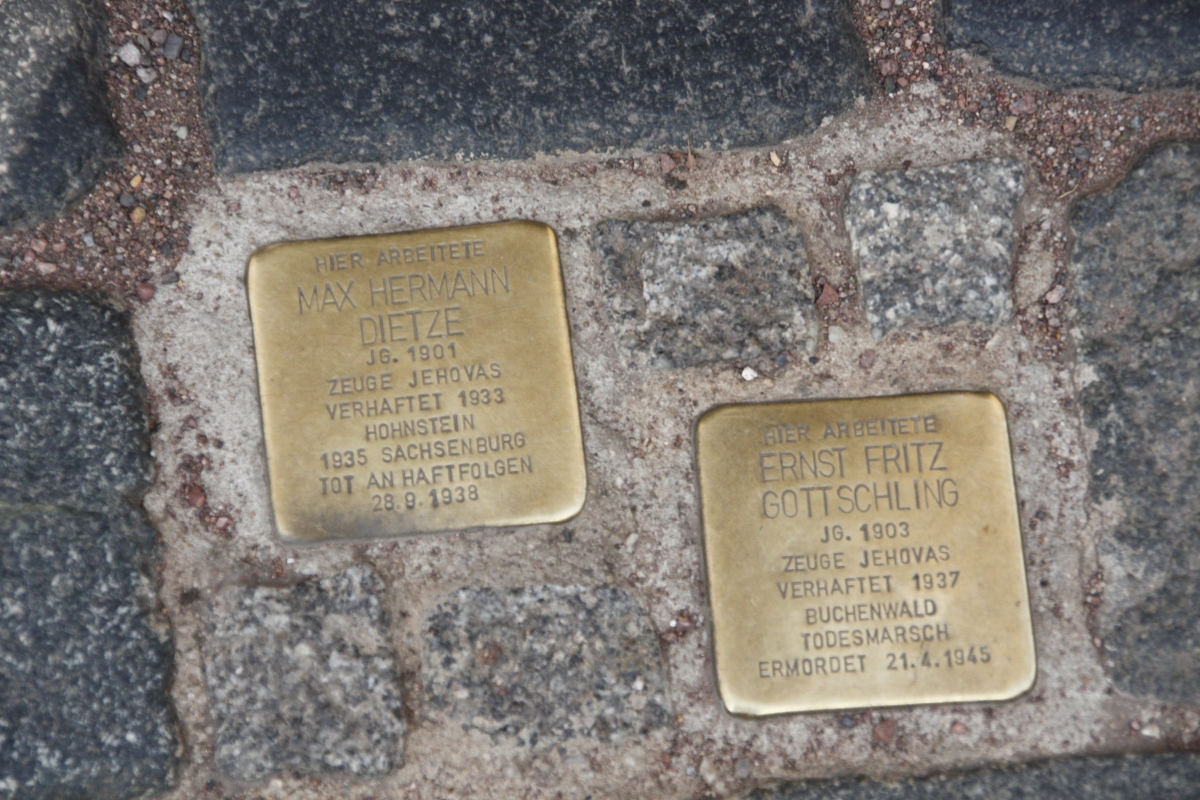 HIER ARBEITETE
MAX HERMANN
DIETZE
JG. 1901
ZEUGE JEHOVAS
VERHAFTET 1933
HOHNSTEIN
1935 SACHSENBURG
TOT AN HAFTFOLGEN
28.9.1938
HIER ARBEITETE
ERNST FRITZ
GOTTSCHLING
JG. 1903
ZEUGE JEHOVAS
VERHAFTET 1937
BUCHENWALD
TODESMARSCH
ERMORDET 21.4.1945